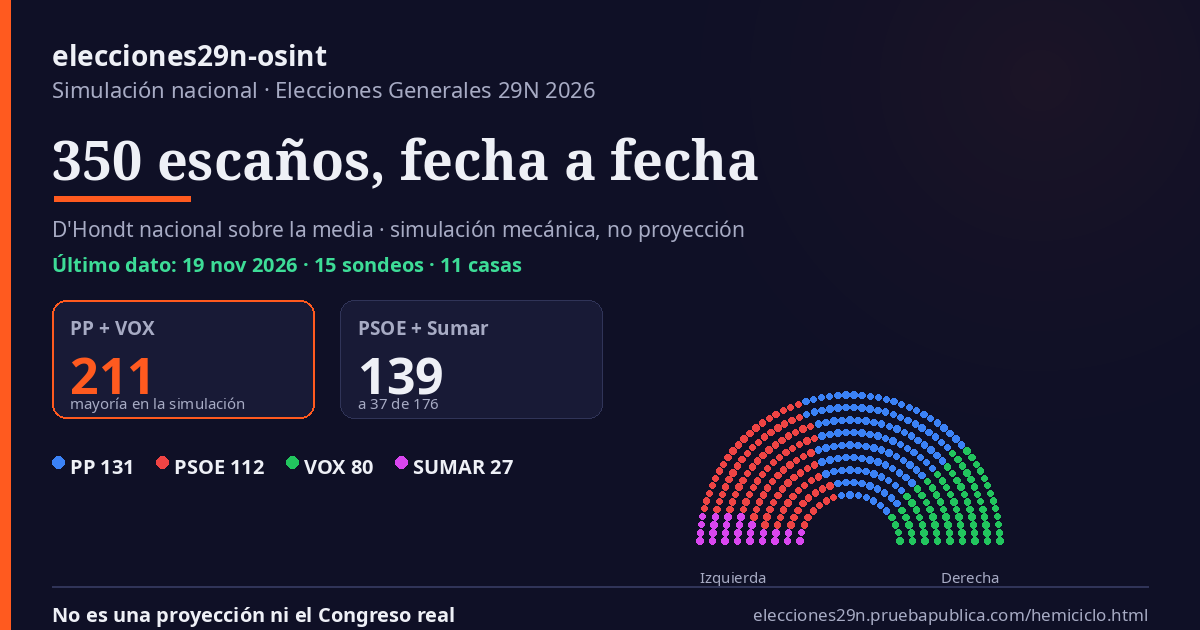 elecciones29n-osint
Simulación nacional · Elecciones Generales 29N 2026
350 escaños, fecha a fecha
D'Hondt nacional sobre la media · simulación mecánica, no proyección
Último dato: 19 nov 2026 · 15 sondeos · 11 casas
PP + VOX
211
mayoría en la simulación
PSOE + Sumar
139
a 37 de 176
PP 131 PSOE 112 VOX 80 SUMAR 27
Izquierda Derecha
No es una proyección ni el Congreso real
elecciones29n.pruebapublica.com/hemiciclo.html